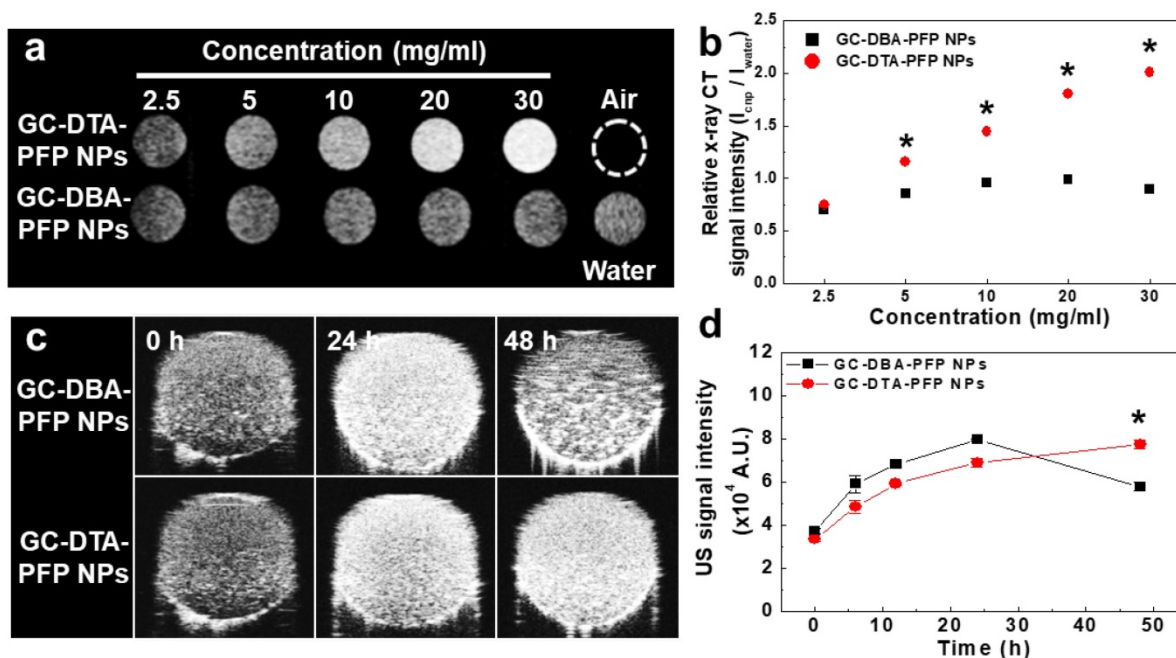 a
Concentration (mg/ml)
2.5 5 10 20 30 Air
GC-DTA-
PFP NPs
GC-DBA-
PFP NPs
Water
b
Relative x-ray CT
signal intensity (I_cnp / I_water)
2.5
2.0
1.5
1.0
0.5
0.0
GC-DBA-PFP NPs
GC-DTA-PFP NPs
* * * *
2.5 5 10 20 30
Concentration (mg/ml)
c
0 h 24 h 48 h
GC-DBA-
PFP NPs
GC-DTA-
PFP NPs
d
US signal intensity
(x10⁴ A.U.)
12
10
8
6
4
2
0
GC-DBA-PFP NPs
GC-DTA-PFP NPs
*
0 10 20 30 40 50
Time (h)